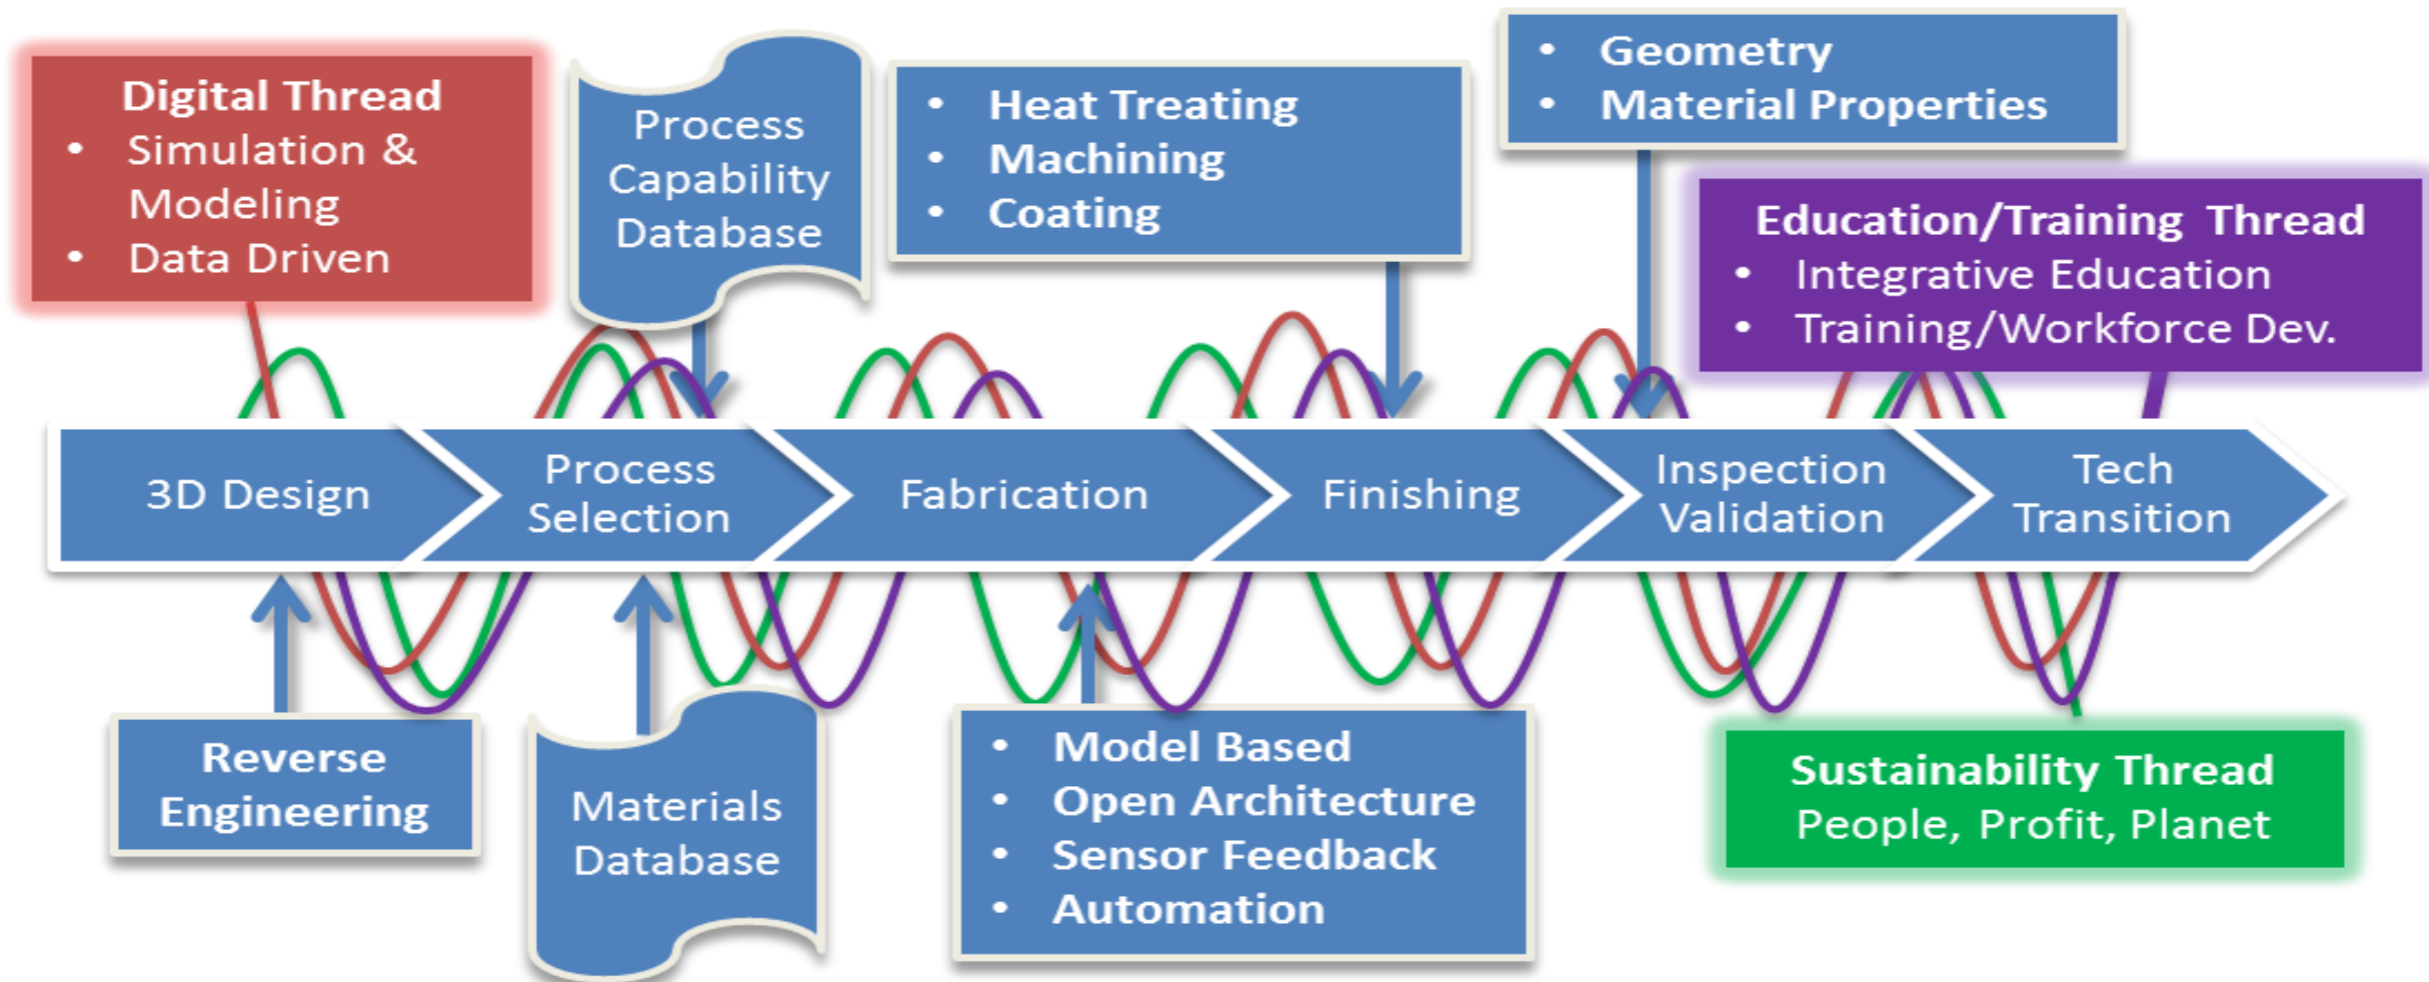 Digital Thread
• Simulation &
Modeling
• Data Driven
Process
Capability
Database
• Heat Treating
• Machining
• Coating
• Geometry
• Material Properties
Education/Training Thread
• Integrative Education
• Training/Workforce Dev.
3D Design
Process
Selection
Fabrication
Finishing
Inspection
Validation
Tech
Transition
Reverse
Engineering
Materials
Database
• Model Based
• Open Architecture
• Sensor Feedback
• Automation
Sustainability Thread
People, Profit, Planet